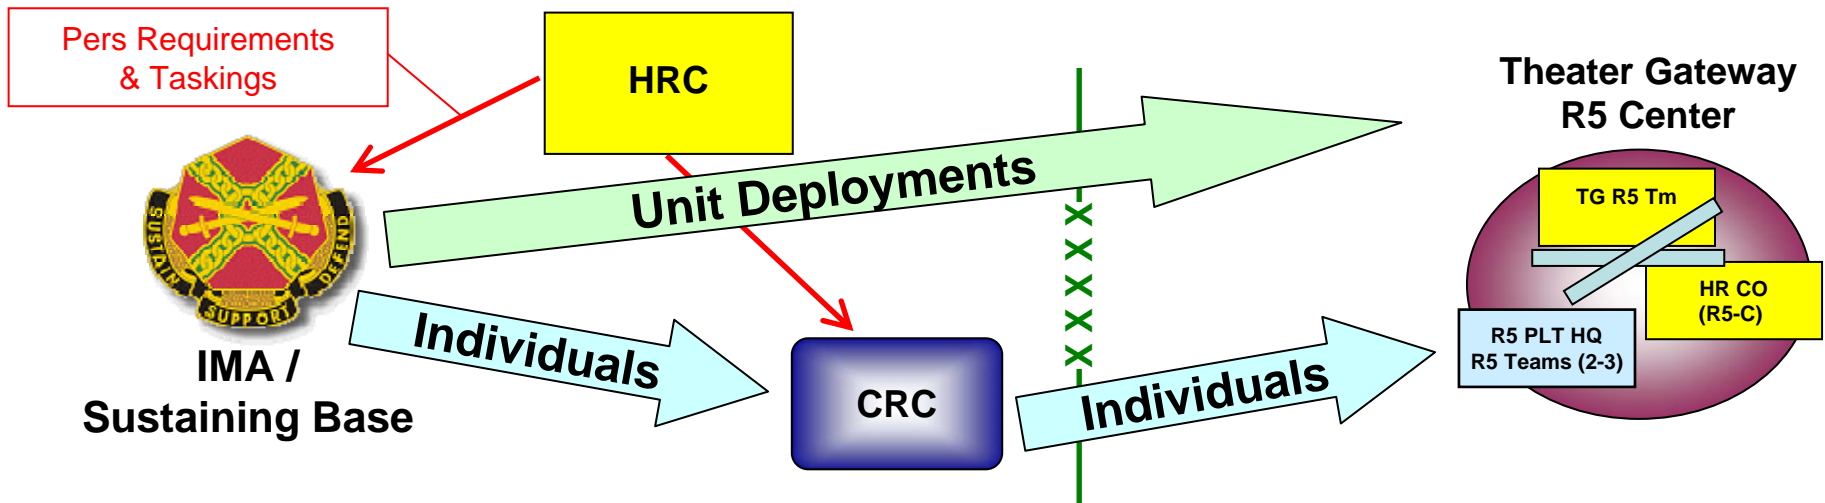 Pers Requirements
& Taskings
HRC
Theater Gateway
R5 Center
Unit Deployments
TG R5 Tm
HR CO
(R5-C)
R5 PLT HQ
R5 Teams (2-3)
SUSTAIN
SUPPORT
DEFEND
IMA /
Sustaining Base
Individuals
CRC
Individuals
X
X
X
X
X